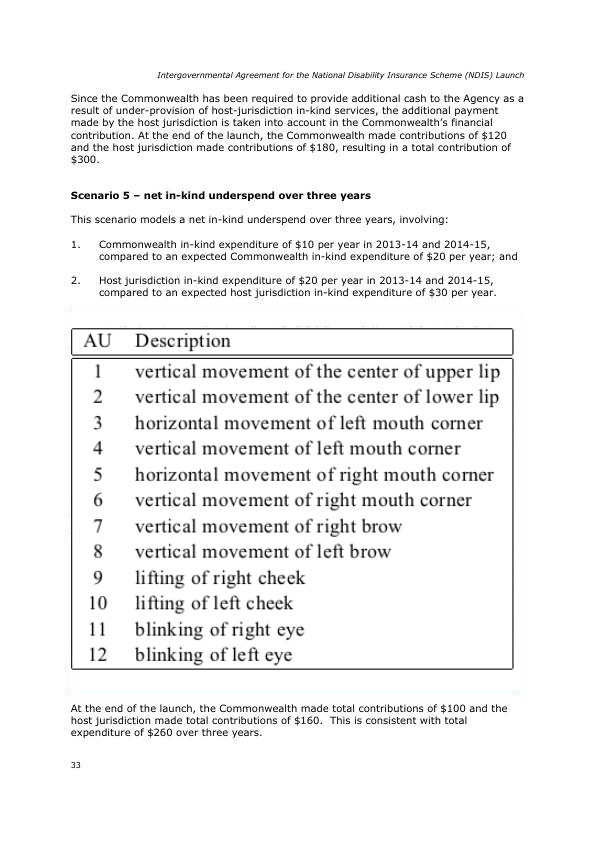 Intergovernmental Agreement for the National Disability Insurance Scheme (NDIS) Launch
Since the Commonwealth has been required to provide additional cash to the Agency as a
result of under-provision of host-jurisdiction in-kind services, the additional payment
made by the host jurisdiction is taken into account in the Commonwealth's financial
contribution. At the end of the launch, the Commonwealth made contributions of $120
and the host jurisdiction made contributions of $180, resulting in a total contribution of
$300.
Scenario 5 – net in-kind underspend over three years
This scenario models a net in-kind underspend over three years, involving:
1. Commonwealth in-kind expenditure of $10 per year in 2013-14 and 2014-15,
compared to an expected Commonwealth in-kind expenditure of $20 per year; and
2. Host jurisdiction in-kind expenditure of $20 per year in 2013-14 and 2014-15,
compared to an expected host jurisdiction in-kind expenditure of $30 per year.
AU Description
1 vertical movement of the center of upper lip
2 vertical movement of the center of lower lip
3 horizontal movement of left mouth corner
4 vertical movement of left mouth corner
5 horizontal movement of right mouth corner
6 vertical movement of right mouth corner
7 vertical movement of right brow
8 vertical movement of left brow
9 lifting of right cheek
10 lifting of left cheek
11 blinking of right eye
12 blinking of left eye
At the end of the launch, the Commonwealth made total contributions of $100 and the
host jurisdiction made total contributions of $160. This is consistent with total
expenditure of $260 over three years.
33